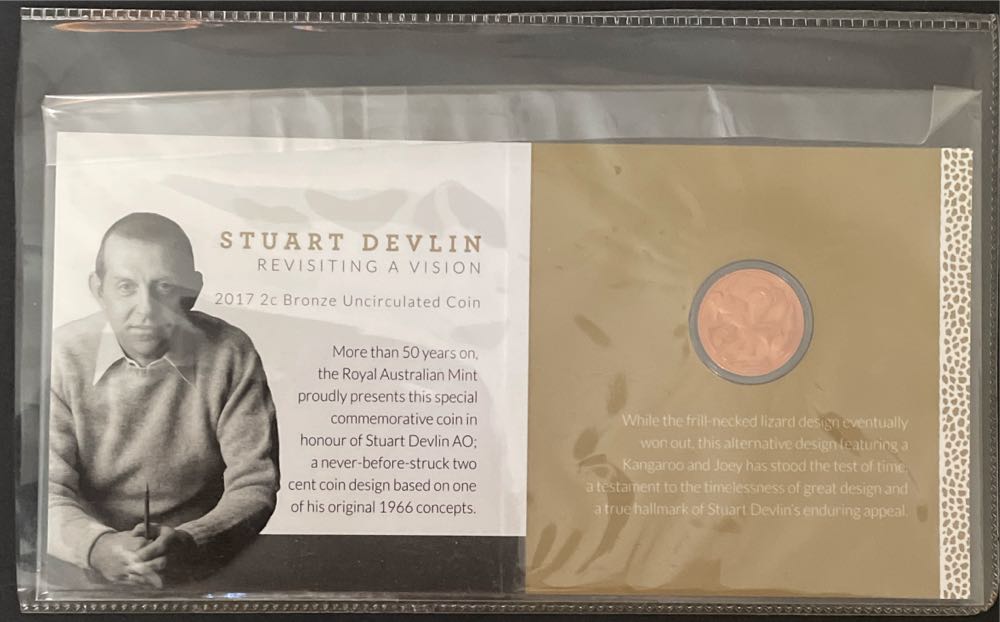 STUART DEVLIN
REVISITING A VISION
2017 2c Bronze Uncirculated Coin
More than 50 years on,
the Royal Australian Mint
proudly presents this special
commemorative coin in
honour of Stuart Devlin AO;
a never-before-struck two
cent coin design based on one
of his original 1966 concepts.
While the frill-necked lizard design eventually
won out, this alternative design featuring a
Kangaroo and Joey has stood the test of time,
a testament to the timelessness of great design and
a true hallmark of Stuart Devlin's enduring appeal.